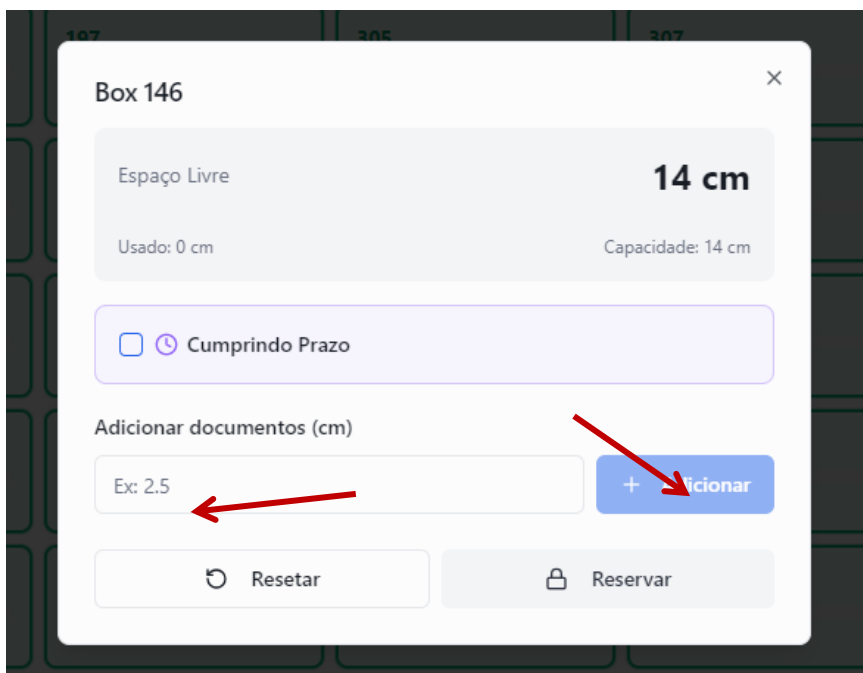 197 305 307
Box 146
Espaço Livre 14 cm
Usado: 0 cm Capacidade: 14 cm
Cumprindo Prazo
Adicionar documentos (cm)
Ex: 2.5 + Adicionar
Resetar Reservar